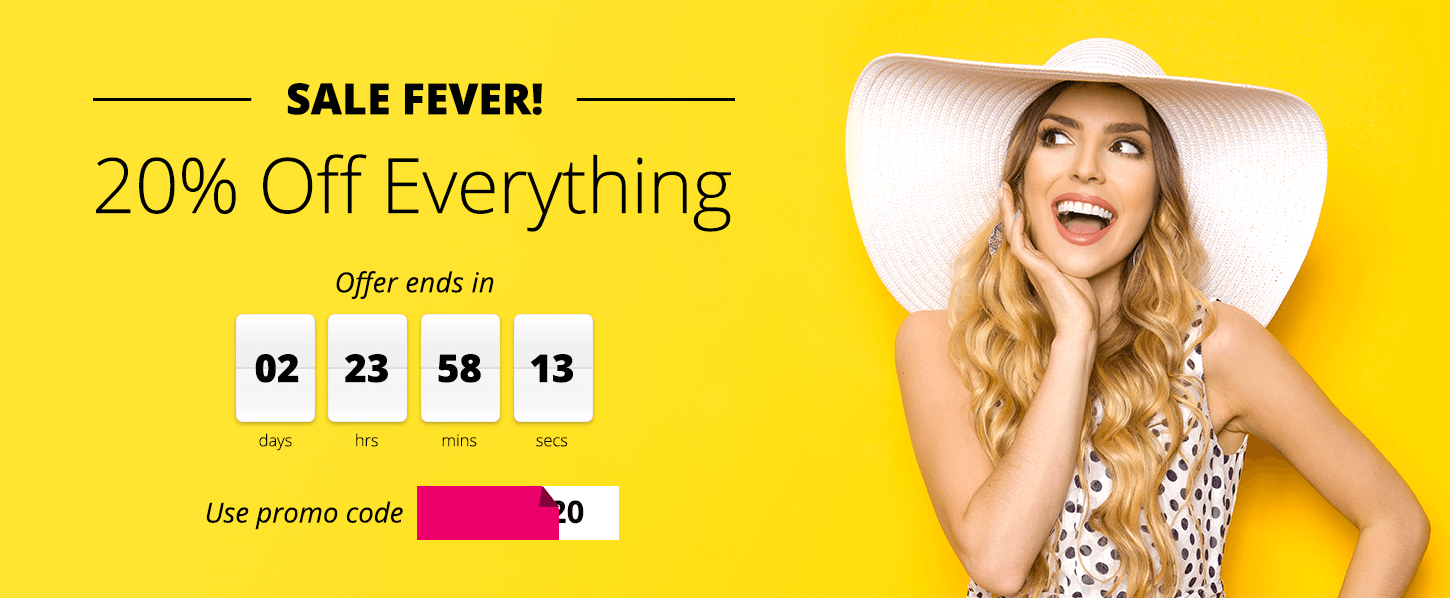 SALE FEVER!
20% Off Everything
Offer ends in
02 23 58 13
days hrs mins secs
Use promo code 20